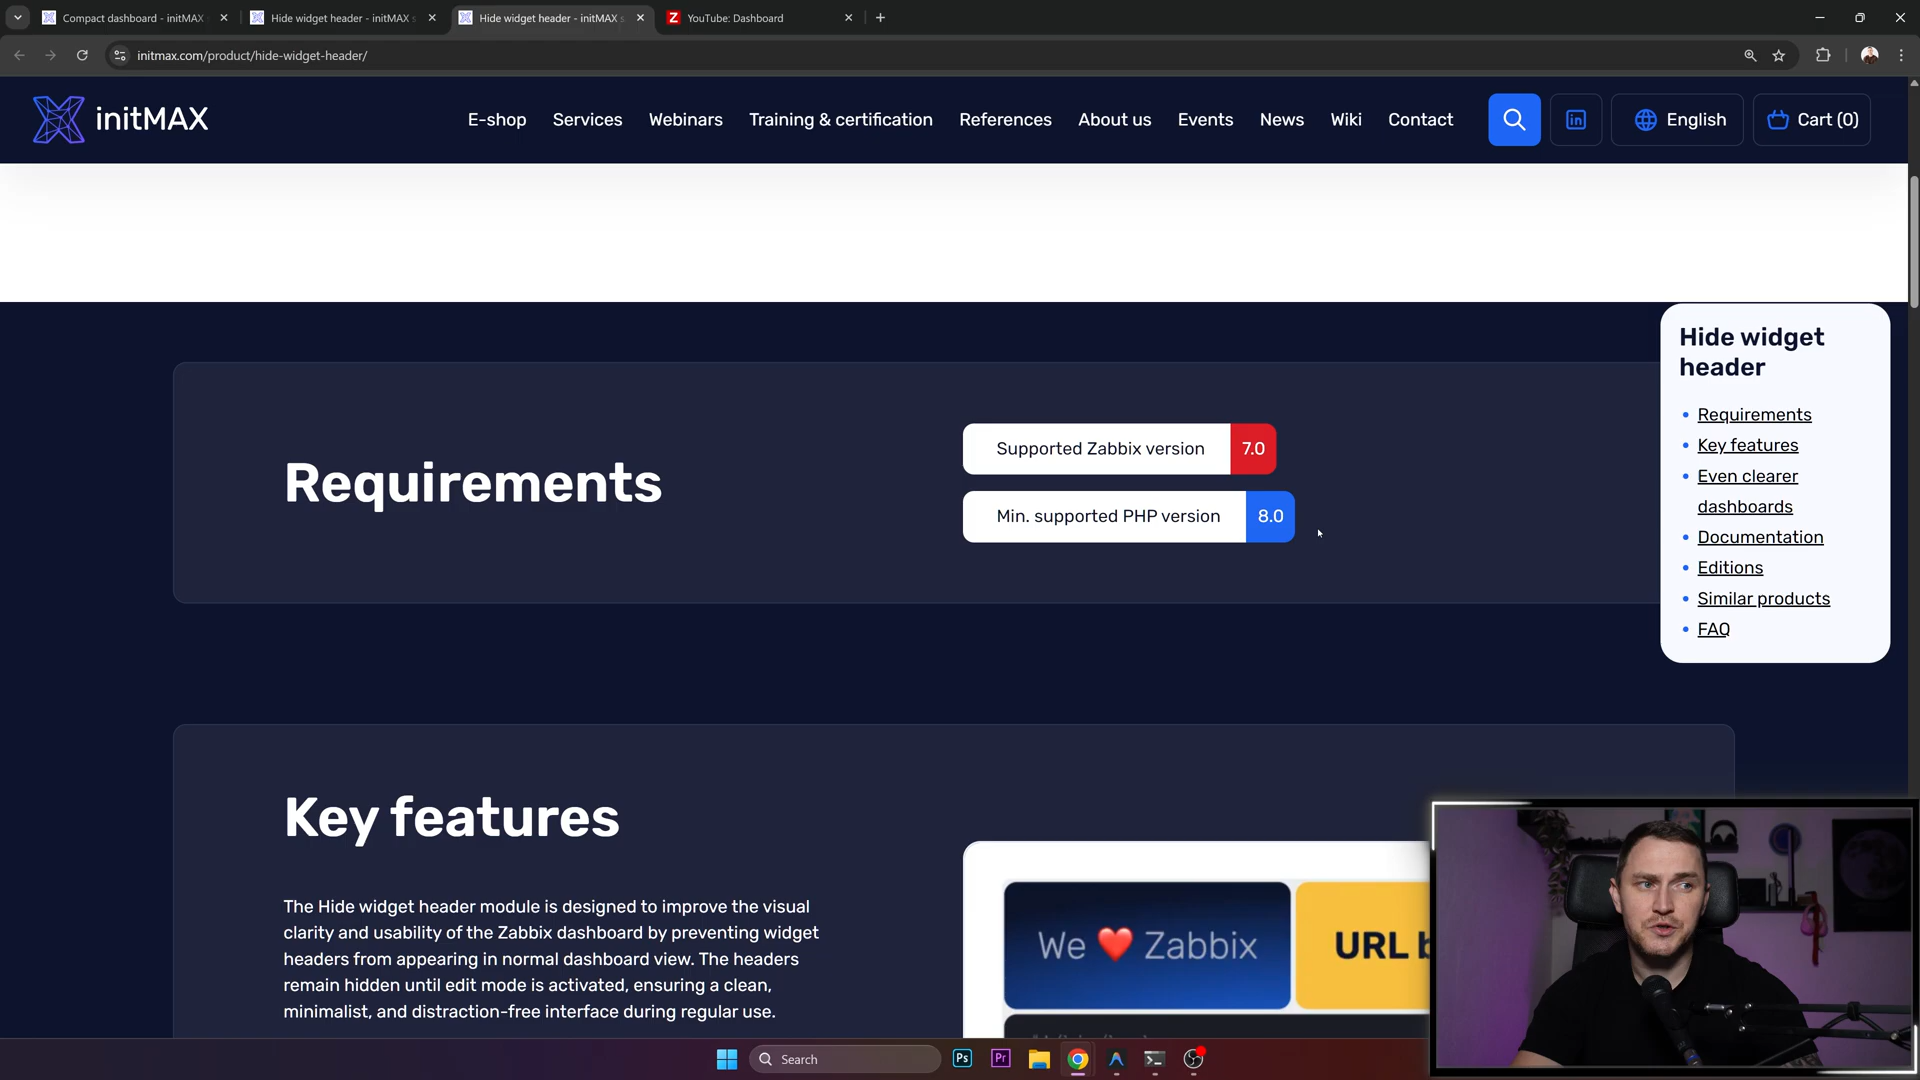 Compact dashboard - initMAX
Hide widget header - initMAX s
Hide widget header - initMAX s
YouTube: Dashboard
initmax.com/product/hide-widget-header/
initMAX
E-shop
Services
Webinars
Training & certification
References
About us
Events
News
Wiki
Contact
English
Cart (0)
Requirements
Supported Zabbix version 7.0
Min. supported PHP version 8.0
Hide widget
header
Requirements
Key features
Even clearer
dashboards
Documentation
Editions
Similar products
FAQ
Key features
The Hide widget header module is designed to improve the visual
clarity and usability of the Zabbix dashboard by preventing widget
headers from appearing in normal dashboard view. The headers
remain hidden until edit mode is activated, ensuring a clean,
minimalist, and distraction-free interface during regular use.
We ❤️ Zabbix
URL
Search
Ps
Pr